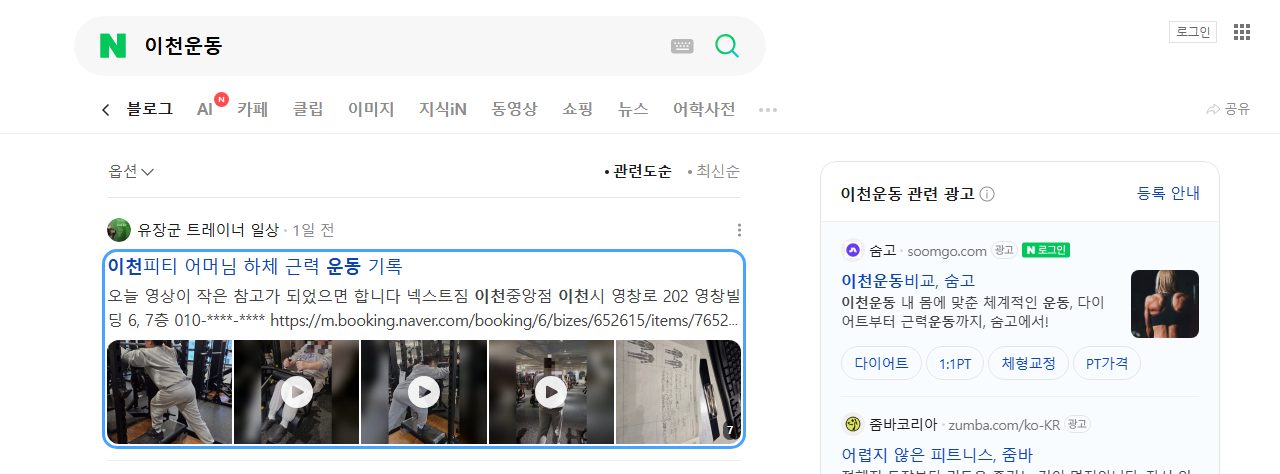 이천운동
로그인
블로그 AI N 카페 클립 이미지 지식iN 동영상 쇼핑 뉴스 어학사전
공유
옵션
관련도순 최신순
유장군 트레이너 일상 · 1일 전
이천피티 어머님 하체 근력 운동 기록
오늘 영상이 작은 참고가 되었으면 합니다 넥스트짐 이천중앙점 이천시 영창로 202 영창빌
딩 6, 7층 010-****-**** https://m.booking.naver.com/booking/6/bizes/652615/items/7652...
7
이천운동 관련 광고
등록 안내
숨고 · soomgo.com 광고 N 로그인
이천운동비교, 숨고
이천운동 내 몸에 맞춘 체계적인 운동, 다이
어트부터 근력운동까지, 숨고에서!
다이어트 1:1PT 체형교정 PT가격
줌바코리아 · zumba.com/ko-KR 광고
어렵지 않은 피트니스, 줌바